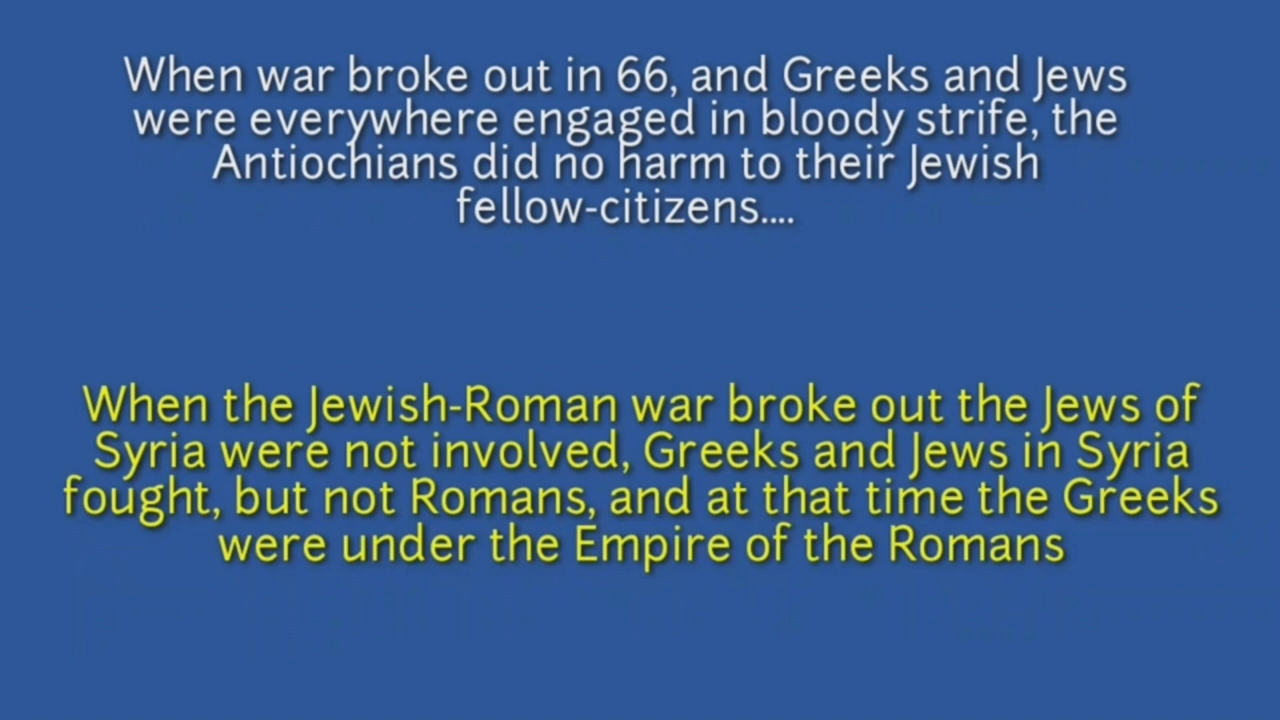 When war broke out in 66, and Greeks and Jews
were everywhere engaged in bloody strife, the
Antiochians did no harm to their Jewish
fellow-citizens....
When the Jewish-Roman war broke out the Jews of
Syria were not involved, Greeks and Jews in Syria
fought, but not Romans, and at that time the Greeks
were under the Empire of the Romans